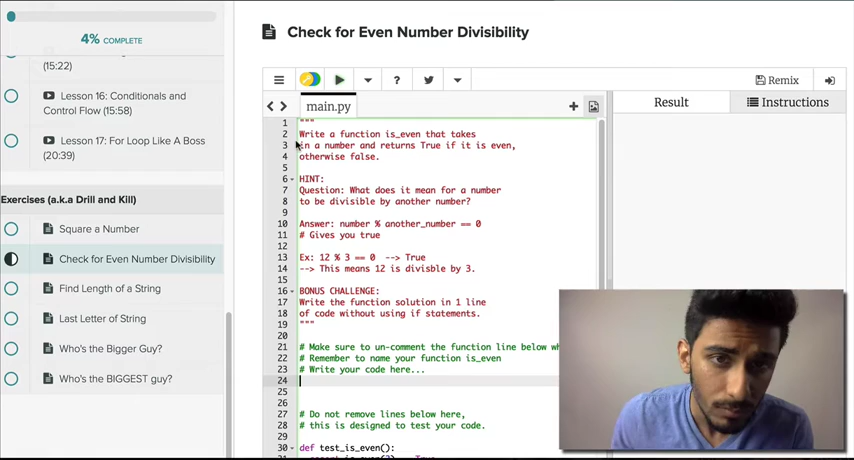 4% COMPLETE
(15:22)
Lesson 16: Conditionals and
Control Flow (15:58)
Lesson 17: For Loop Like A Boss
(20:39)
Exercises (a.k.a Drill and Kill)
Square a Number
Check for Even Number Divisibility
Find Length of a String
Last Letter of String
Who's the Bigger Guy?
Who's the BIGGEST guy?
Check for Even Number Divisibility
?
Remix
main.py
+
Result
Instructions
1 """
2 Write a function is_even that takes
3 in a number and returns True if it is even,
4 otherwise false.
5
6 HINT:
7 Question: What does it mean for a number
8 to be divisible by another number?
9
10 Answer: number % another_number == 0
11 # Gives you true
12
13 Ex: 12 % 3 == 0 --> True
14 --> This means 12 is divisble by 3.
15
16 BONUS CHALLENGE:
17 Write the function solution in 1 line
18 of code without using if statements.
19 """
20
21 # Make sure to un-comment the function line below
22 # Remember to name your function is_even
23 # Write your code here...
24
25
26
27 # Do not remove lines below here,
28 # this is designed to test your code.
29
30 def test_is_even():